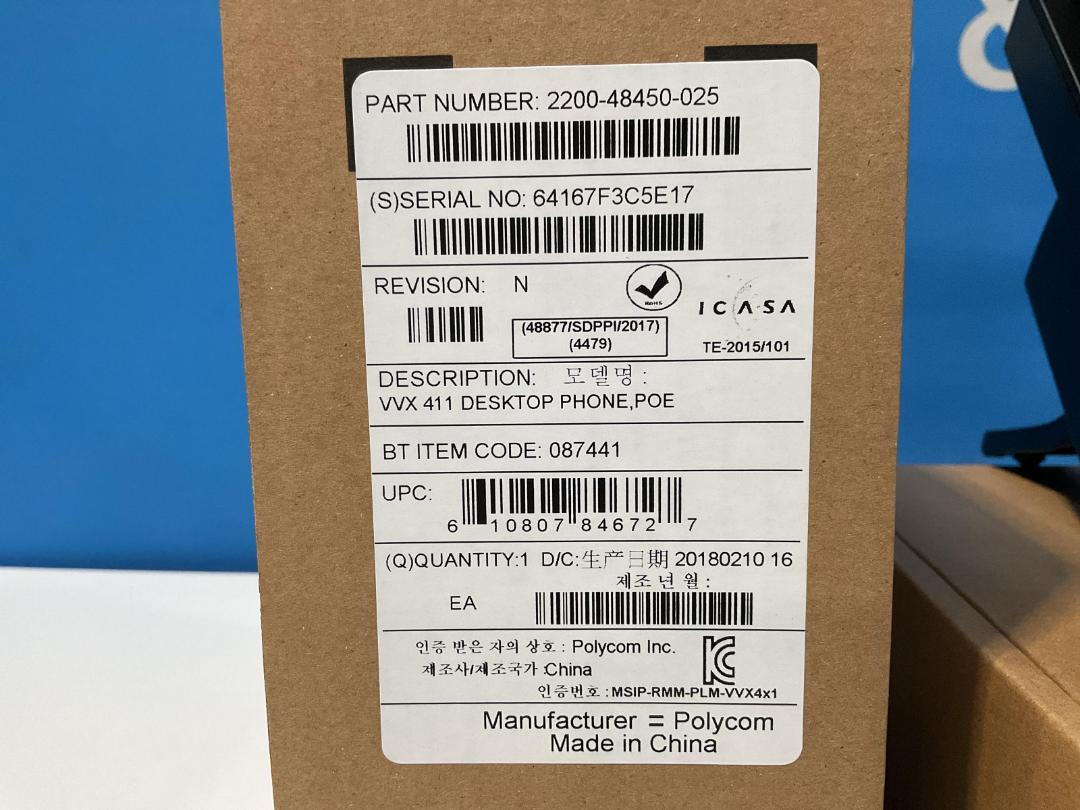 PART NUMBER: 2200-48450-025
(S)SERIAL NO: 64167F3C5E17
REVISION: N
RoHS
(48877/SDPPI/2017)
(4479)
ICASA
TE-2015/101
DESCRIPTION: 모델명 :
VVX 411 DESKTOP PHONE,POE
BT ITEM CODE: 087441
UPC:
6 10807 84672 7
(Q)QUANTITY:1 D/C:生产日期 20180210 16
제조 년 월 :
EA
인증 받은 자의 상호 : Polycom Inc.
제조사/제조국가 :China
인증번호 : MSIP-RMM-PLM-VVX4x1
Manufacturer = Polycom
Made in China